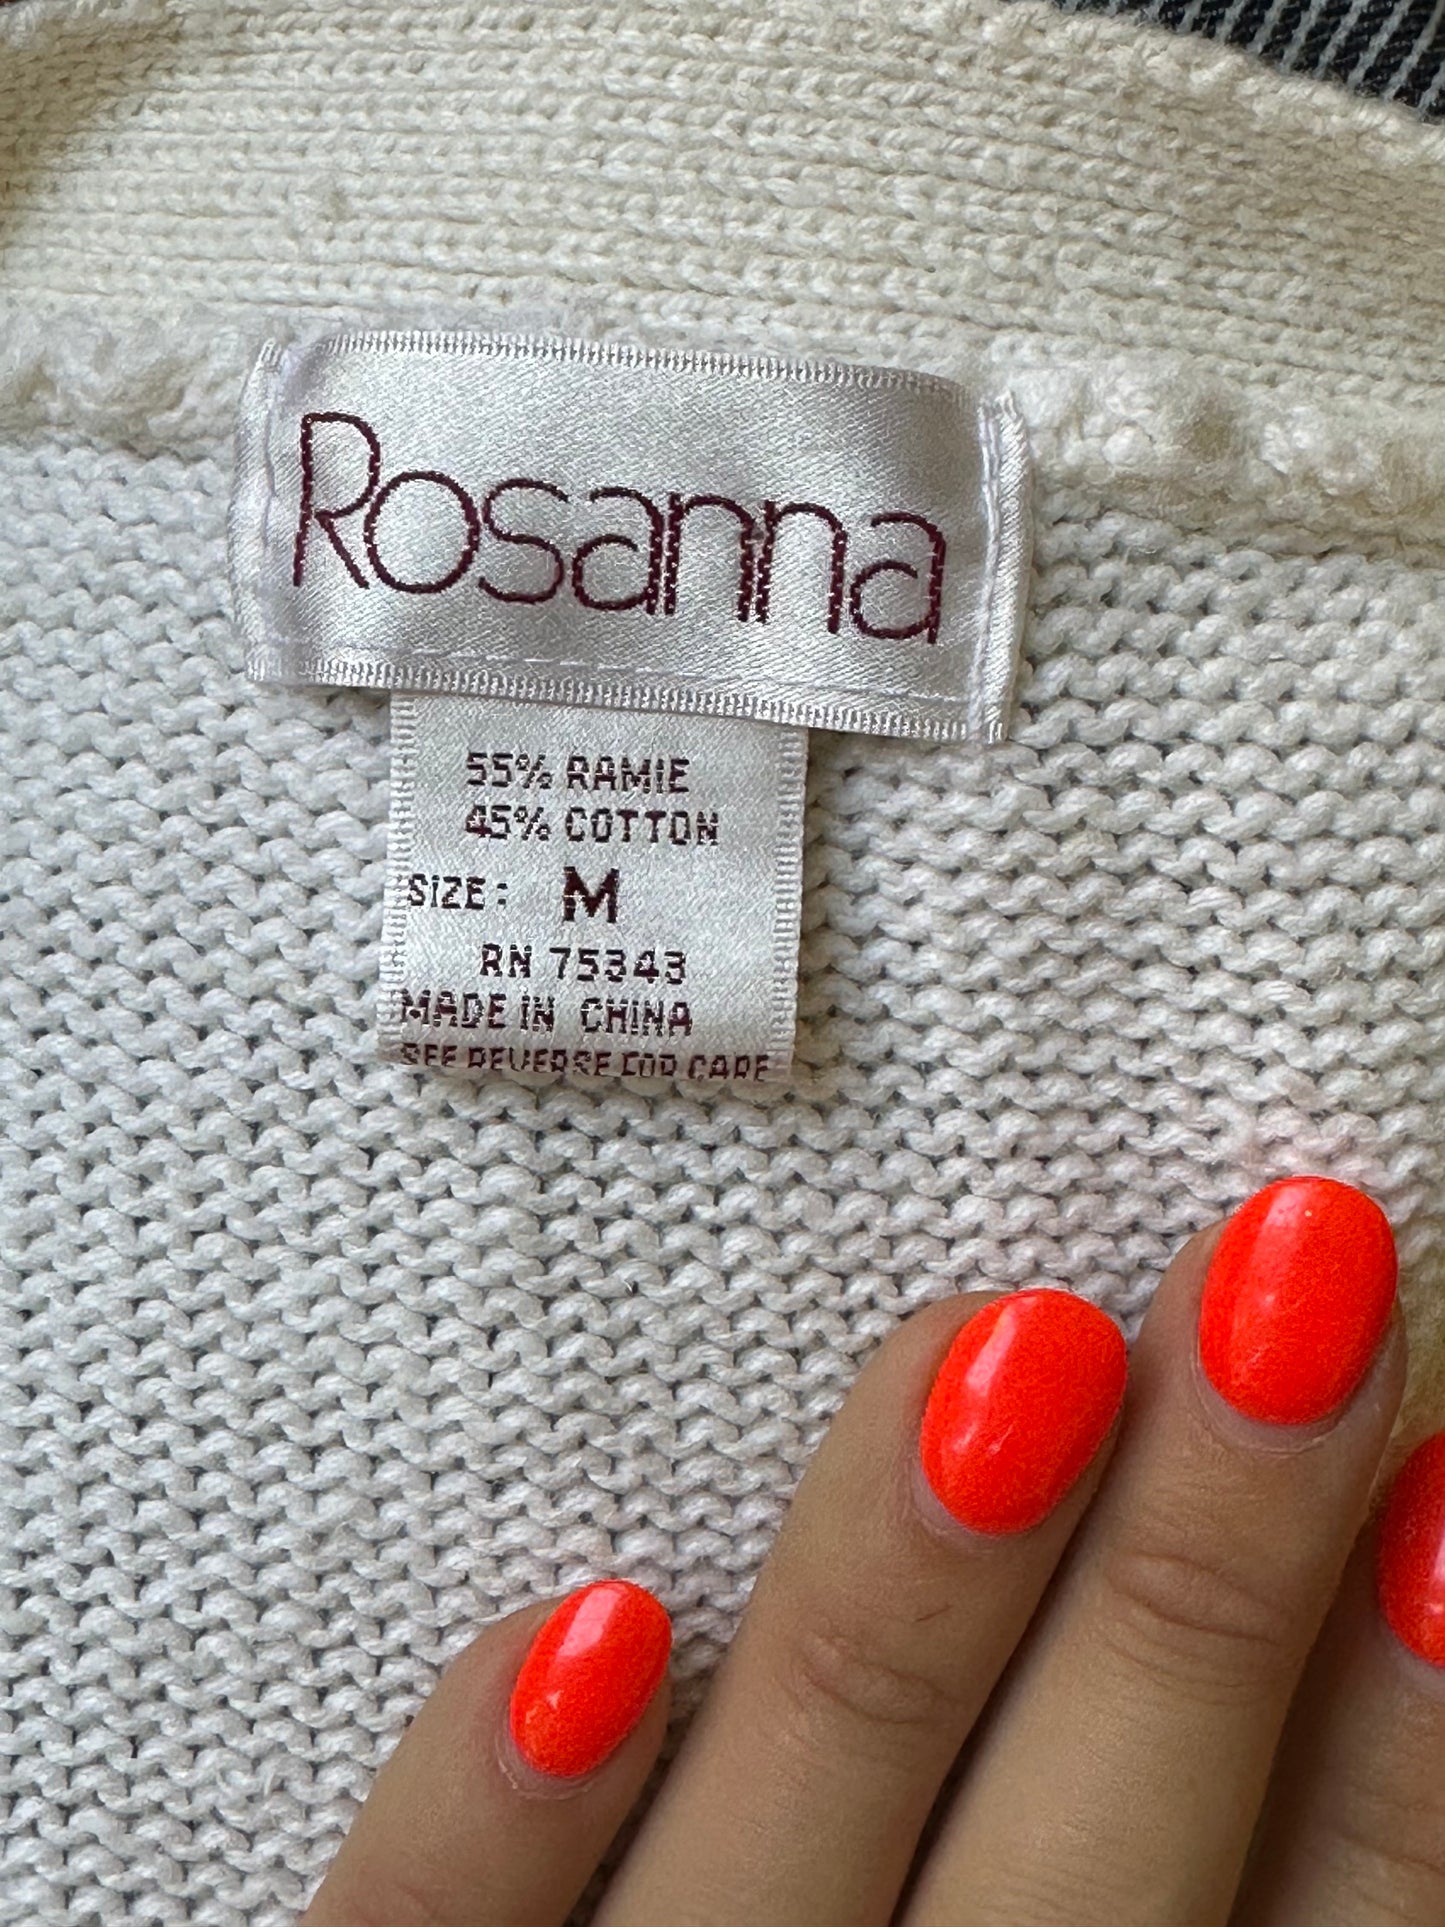 Rosanna
55% RAMIE
45% COTTON
SIZE: M
RN 75343
MADE IN CHINA
SEE REVERSE FOR CARE